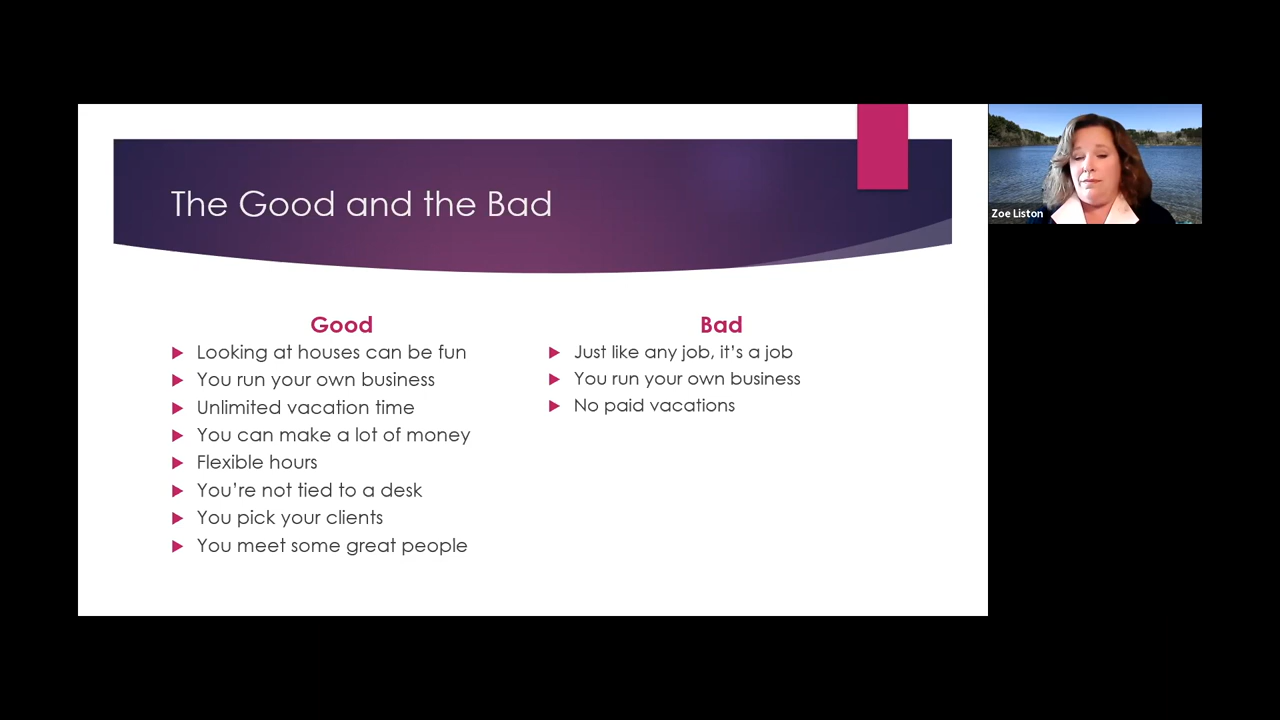 The Good and the Bad
Good
Looking at houses can be fun
You run your own business
Unlimited vacation time
You can make a lot of money
Flexible hours
You’re not tied to a desk
You pick your clients
You meet some great people
Bad
Just like any job, it’s a job
You run your own business
No paid vacations
Zoe Liston